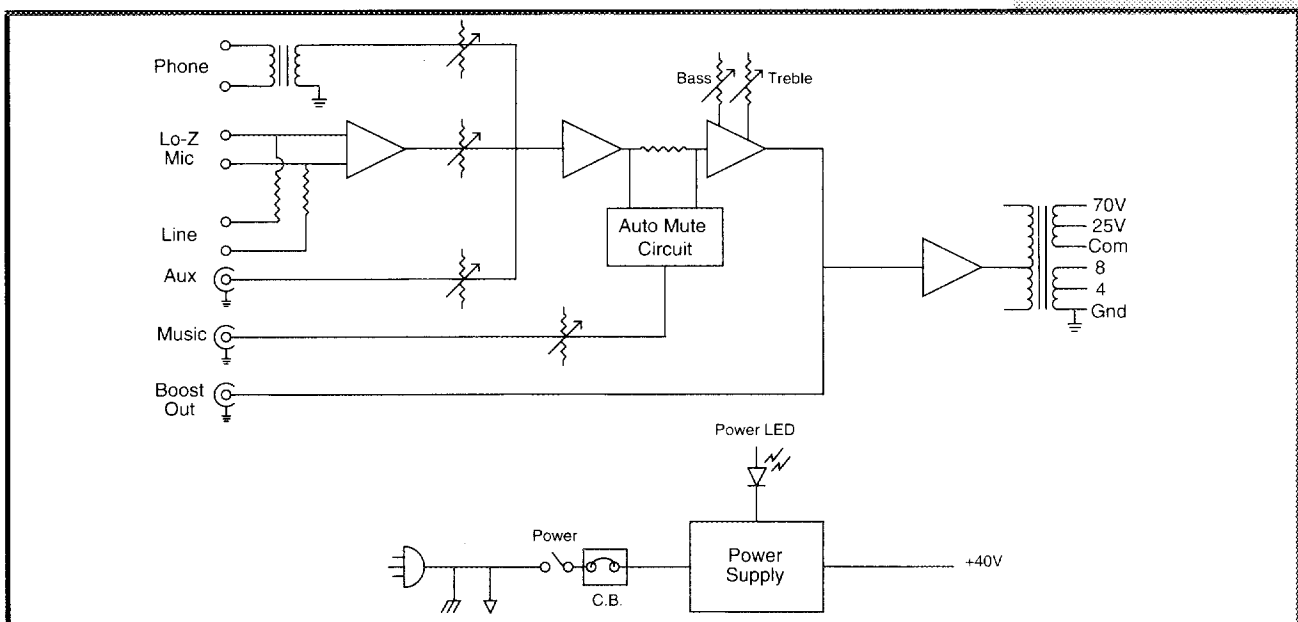 Phone
Lo-Z
Mic
Line
Aux
Music
Boost
Out
Bass
Treble
Auto Mute
Circuit
70V
25V
Com
8
4
Gnd
Power LED
Power
C.B.
Power
Supply
+40V